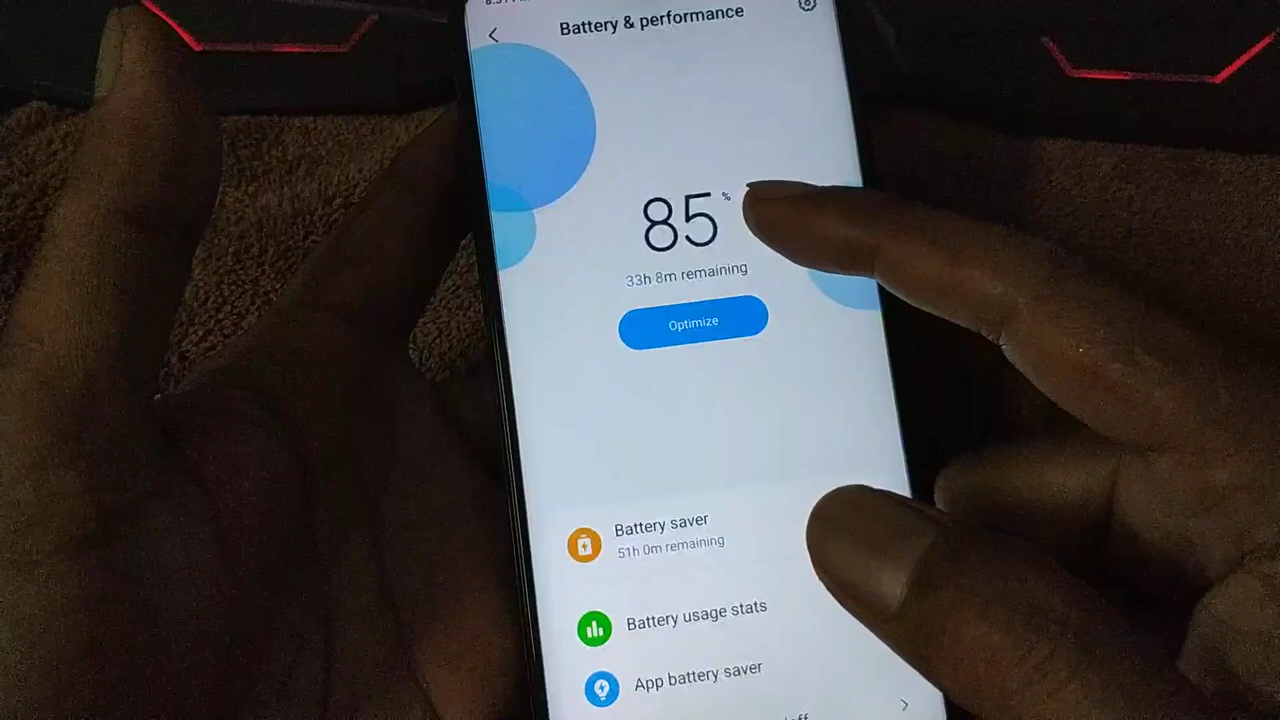 Battery & performance
85%
33h 8m remaining
Optimize
Battery saver
51h 0m remaining
Battery usage stats
App battery saver